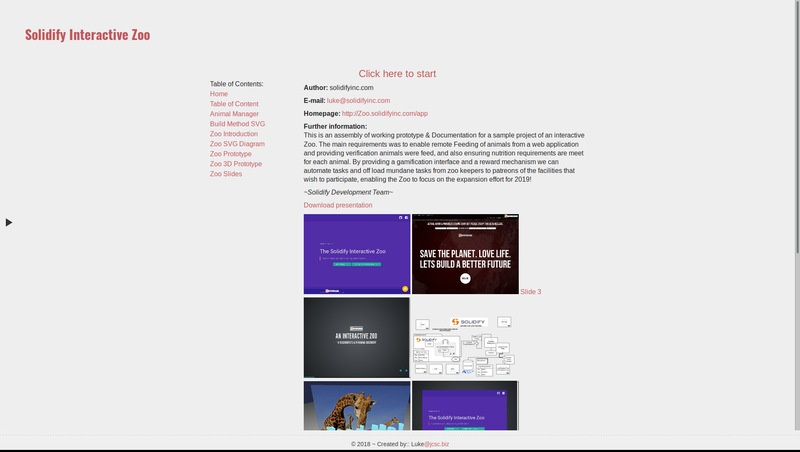 Solidify Interactive Zoo
Click here to start
Table of Contents:
Home
Table of Content
Animal Manager
Build Method SVG
Zoo Introduction
Zoo SVG Diagram
Zoo Prototype
Zoo 3D Prototype
Zoo Slides
Author: solidifyinc.com
E-mail: luke@solidifyinc.com
Homepage: http://Zoo.solidifyinc.com/app
Further information:
This is an assembly of working prototype & Documentation for a sample project of an interactive
Zoo. The main requirements was to enable remote Feeding of animals from a web application
and providing verification animals were feed, and also ensuring nutrition requirements are meet
for each animal. By providing a gamification interface and a reward mechanism we can
automate tasks and off load mundane tasks from zoo keepers to patreons of the facilities that
wish to participate, enabling the Zoo to focus on the expansion effort for 2019!
~Solidify Development Team~
Download presentation
The Solidify Interactive Zoo
SAVE THE PLANET. LOVE LIFE.
LETS BUILD A BETTER FUTURE
Slide 3
AN INTERACTIVE ZOO
SOLIDIFY
The Solidify Interactive Zoo
© 2018 ~ Created by:: Luke@jcsc.biz